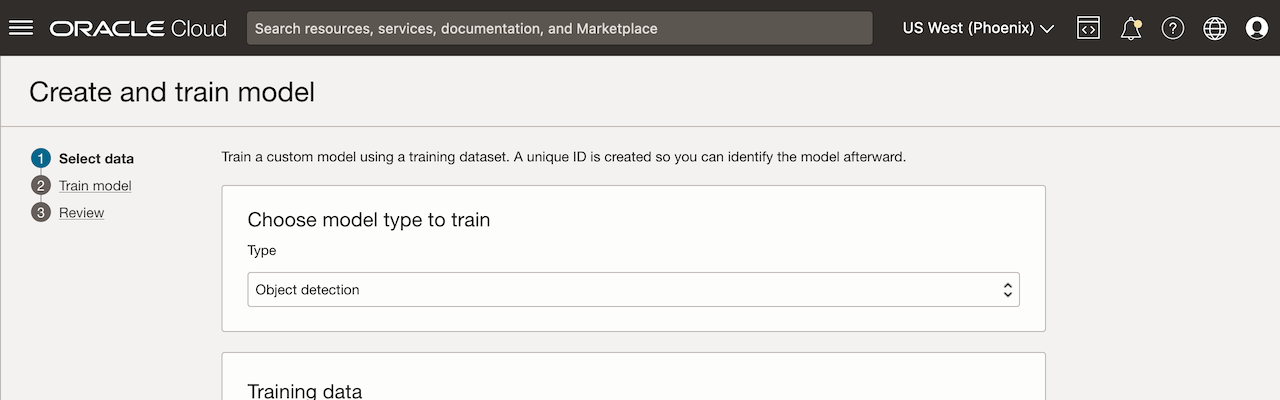 ORACLE Cloud
Search resources, services, documentation, and Marketplace
US West (Phoenix)
Create and train model
1 Select data
2 Train model
3 Review
Train a custom model using a training dataset. A unique ID is created so you can identify the model afterward.
Choose model type to train
Type
Object detection
Training data